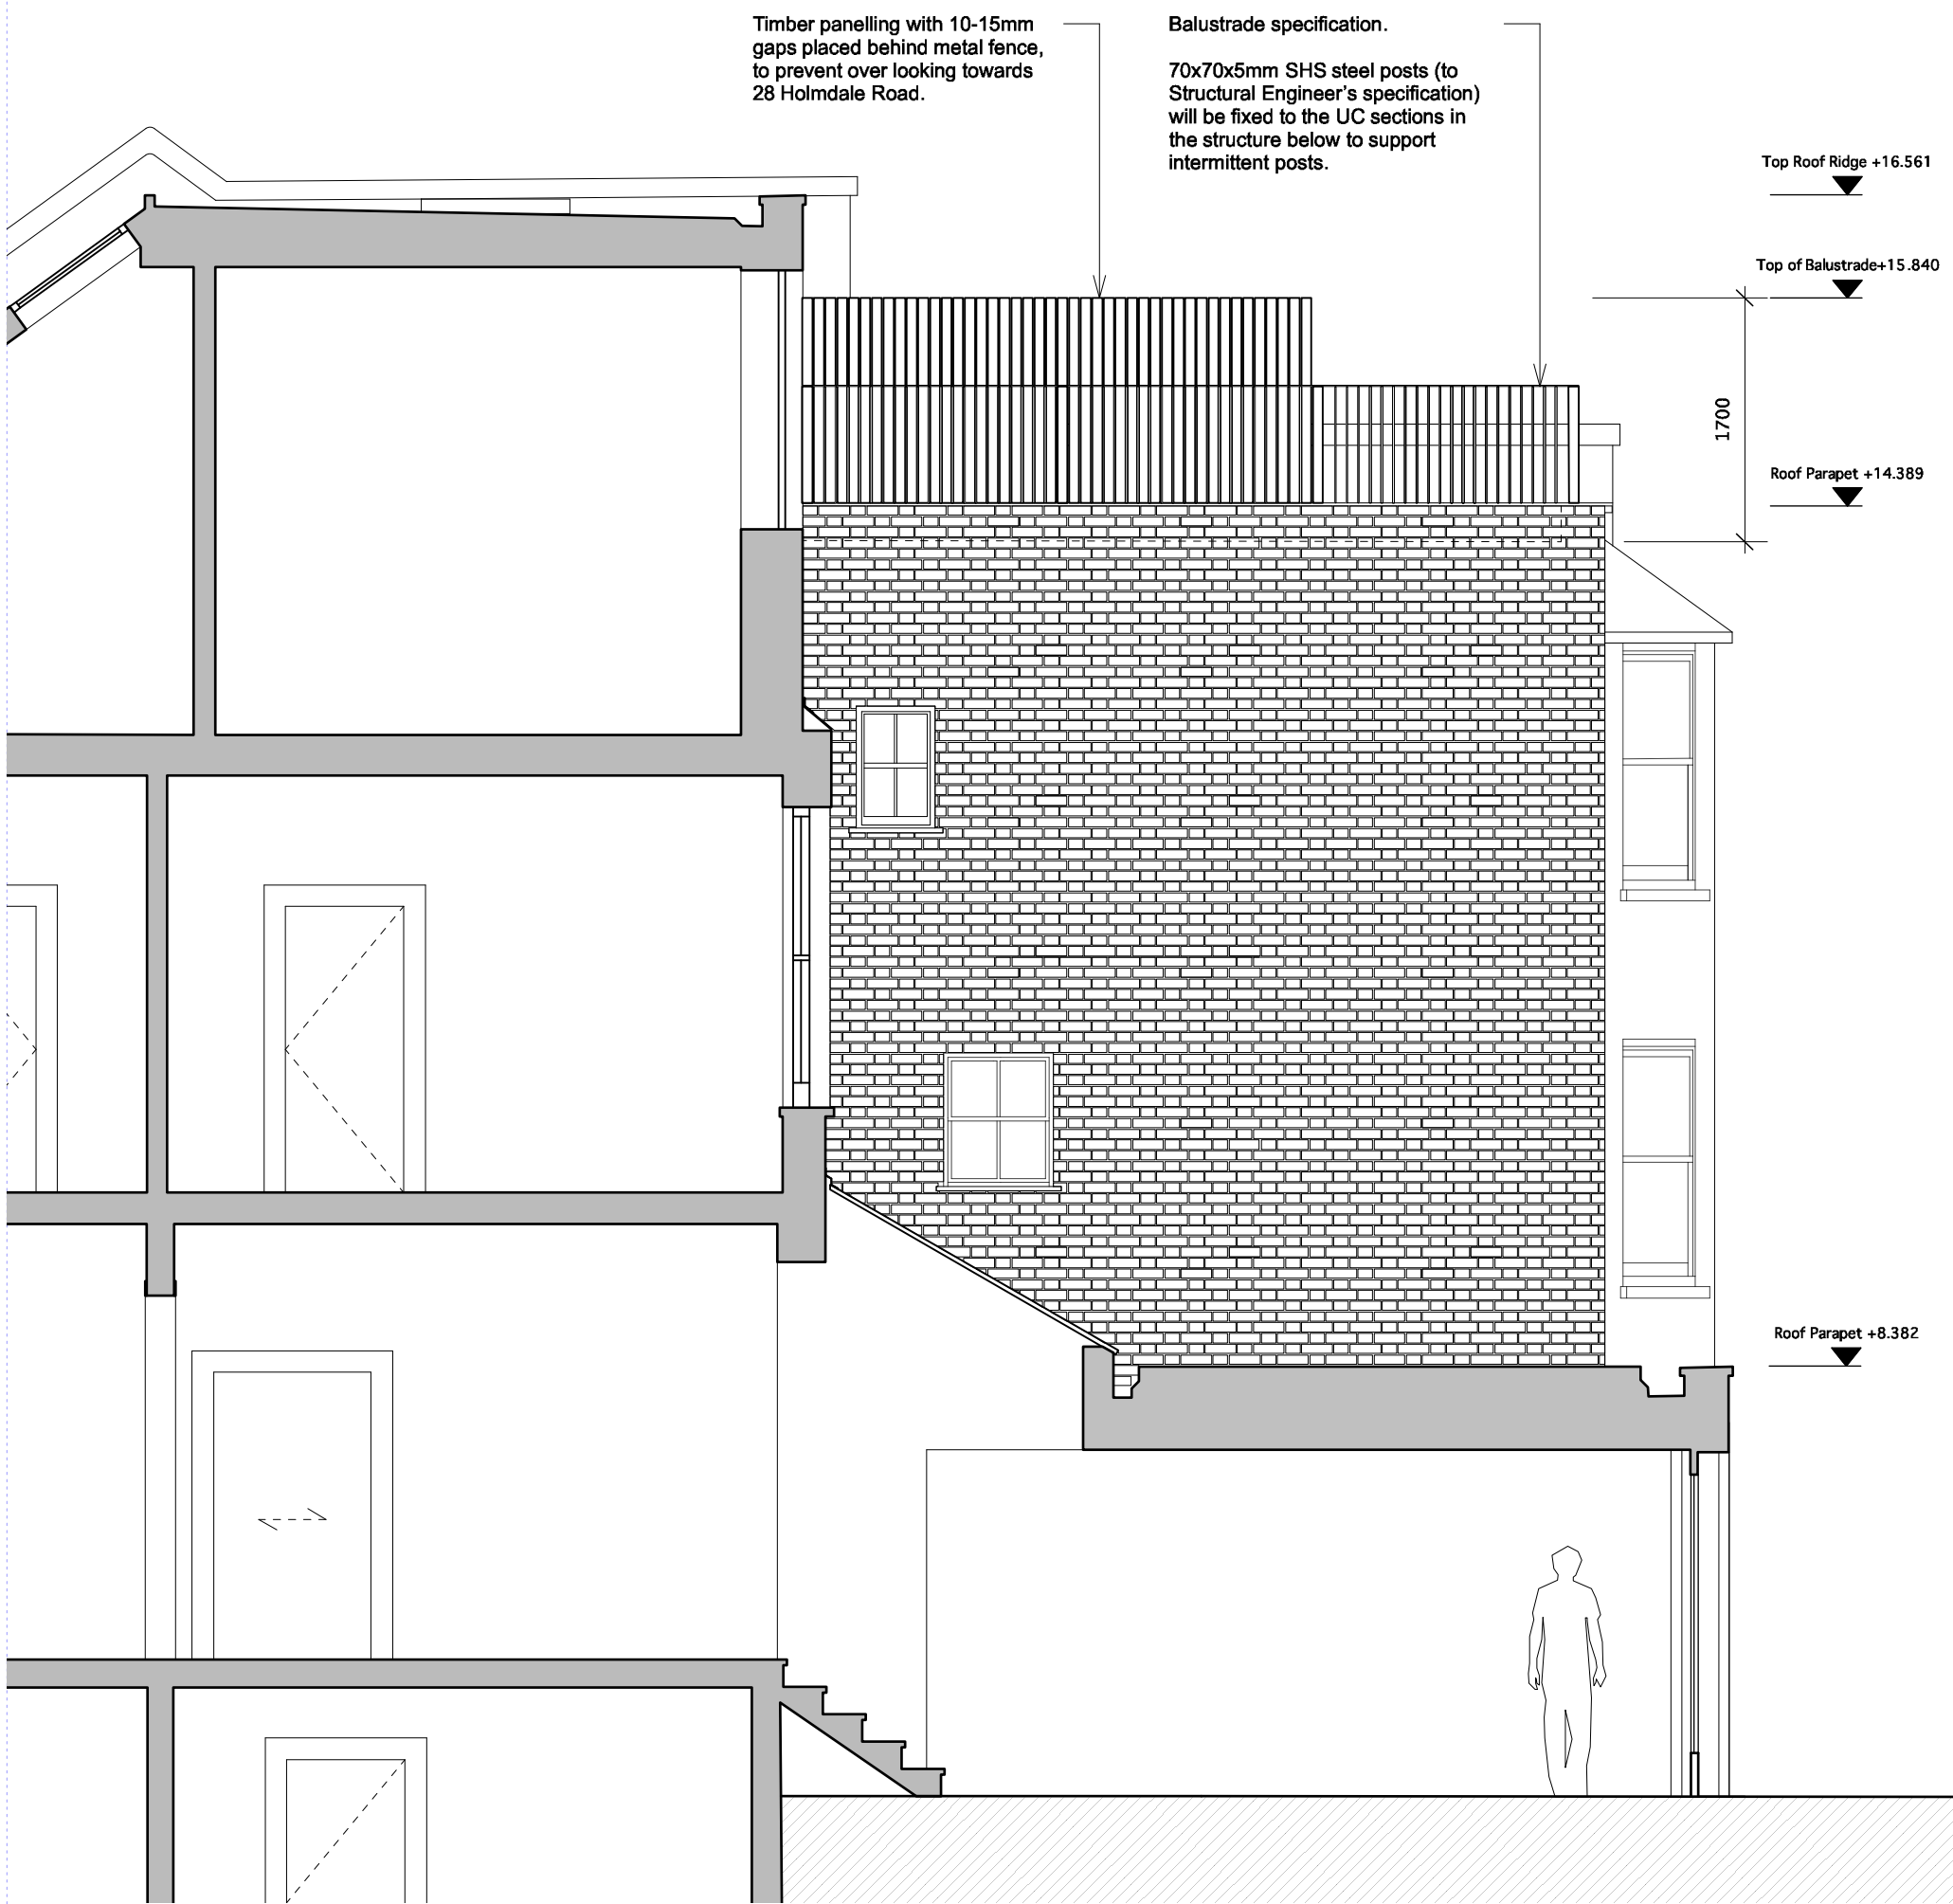 Timber panelling with 10-15mm
gaps placed behind metal fence,
to prevent over looking towards
28 Holmdale Road.
Balustrade specification.
70x70x5mm SHS steel posts (to
Structural Engineer's specification)
will be fixed to the UC sections in
the structure below to support
intermittent posts.
Top Roof Ridge +16.561
Top of Balustrade+15.840
1700
Roof Parapet +14.389
Roof Parapet +8.382